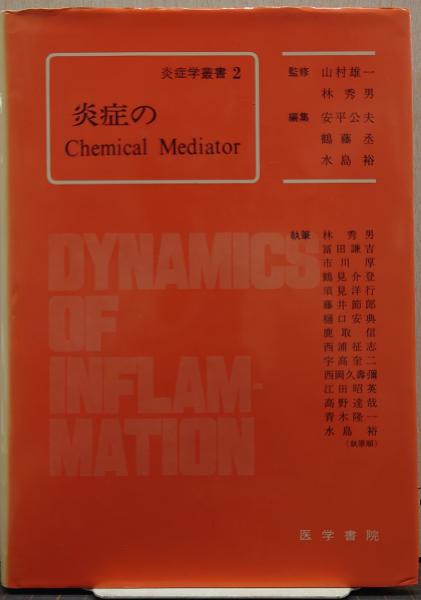 炎症学叢書 2
炎症の
Chemical Mediator
監修 山村雄一
林秀男
編集 安平公夫
鶴藤丞
水島裕
DYNAMICS
OF
INFLAM-
MATION
執筆 林秀男
冨田謙吉
市川厚
鶴見介登
須見洋行
藤井節郎
樋口安典
鹿取信
西浦征志
宇高奎二
西岡久壽彌
江田昭英
高野達哉
青木隆一
水島裕
(執筆順)
医学書院